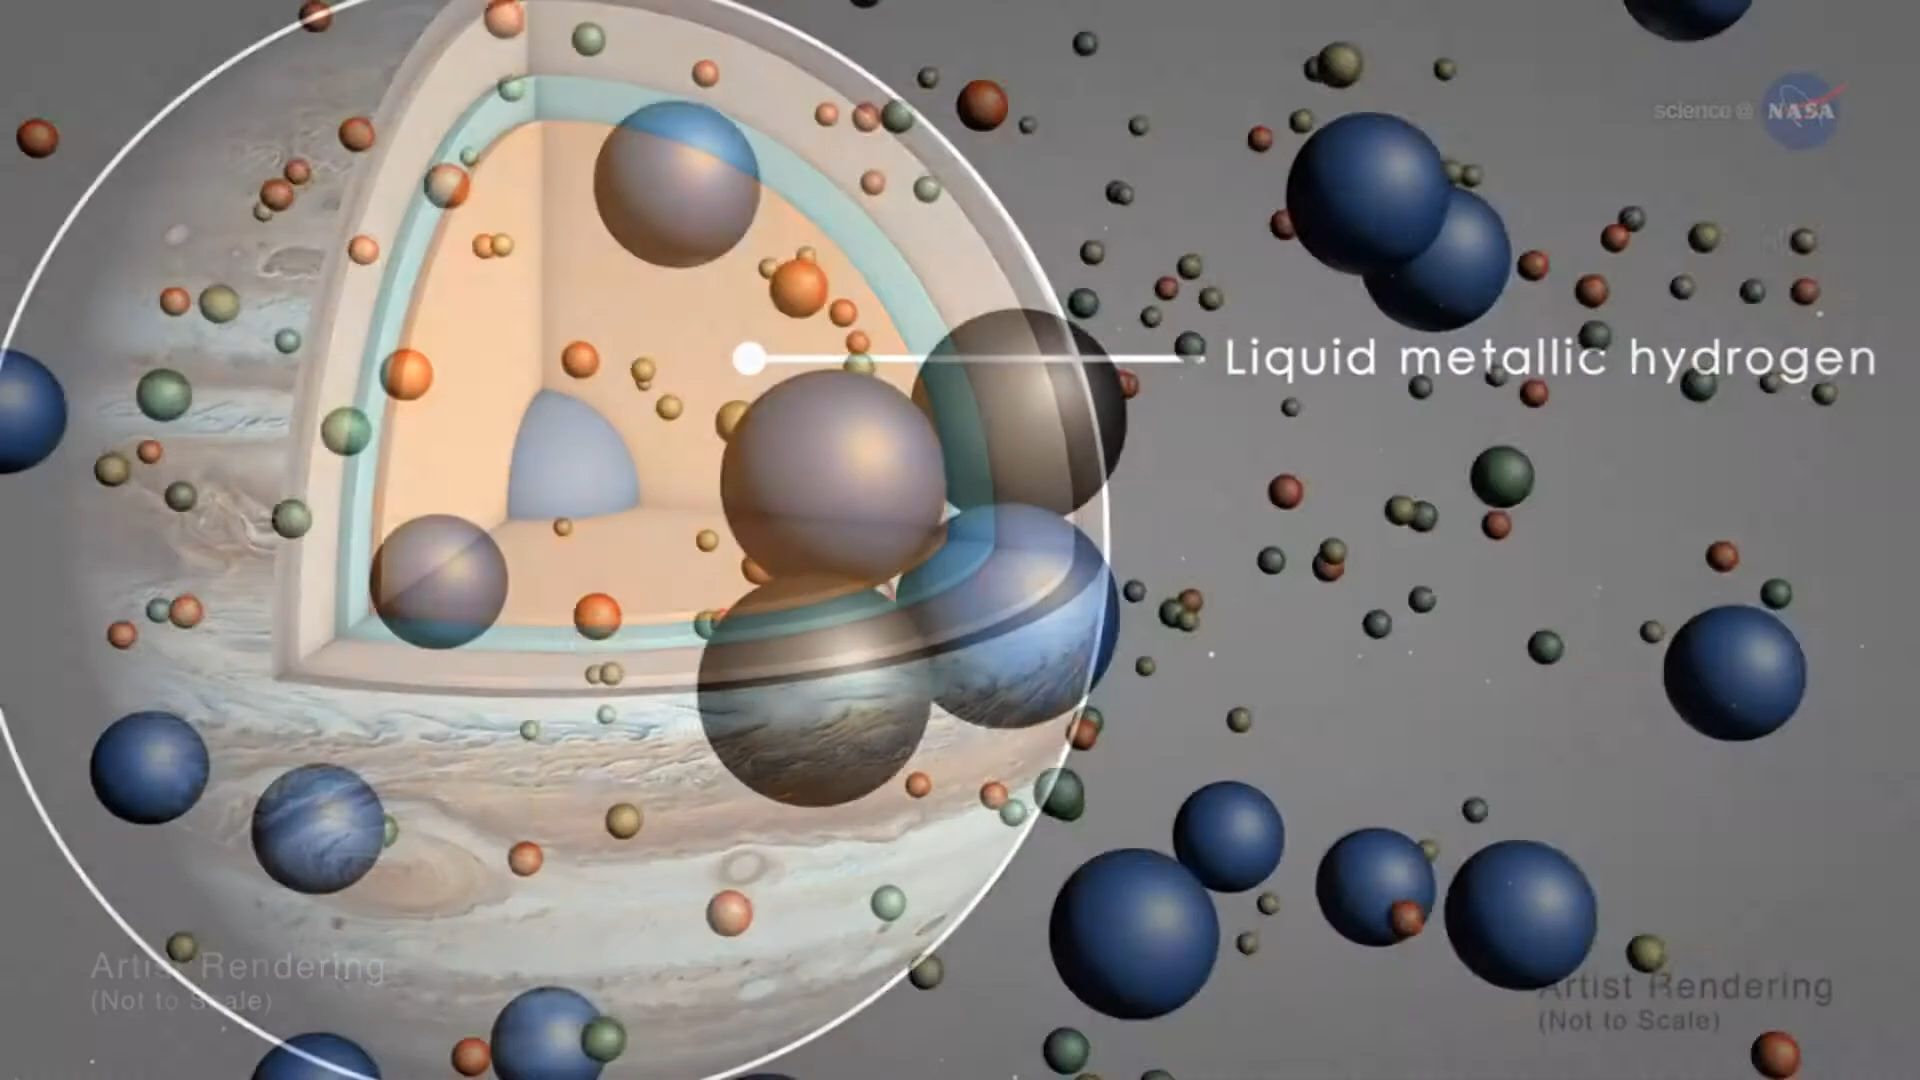 science @ NASA
Liquid metallic hydrogen
Artist Rendering
(Not to Scale)
Artist Rendering
(Not to Scale)